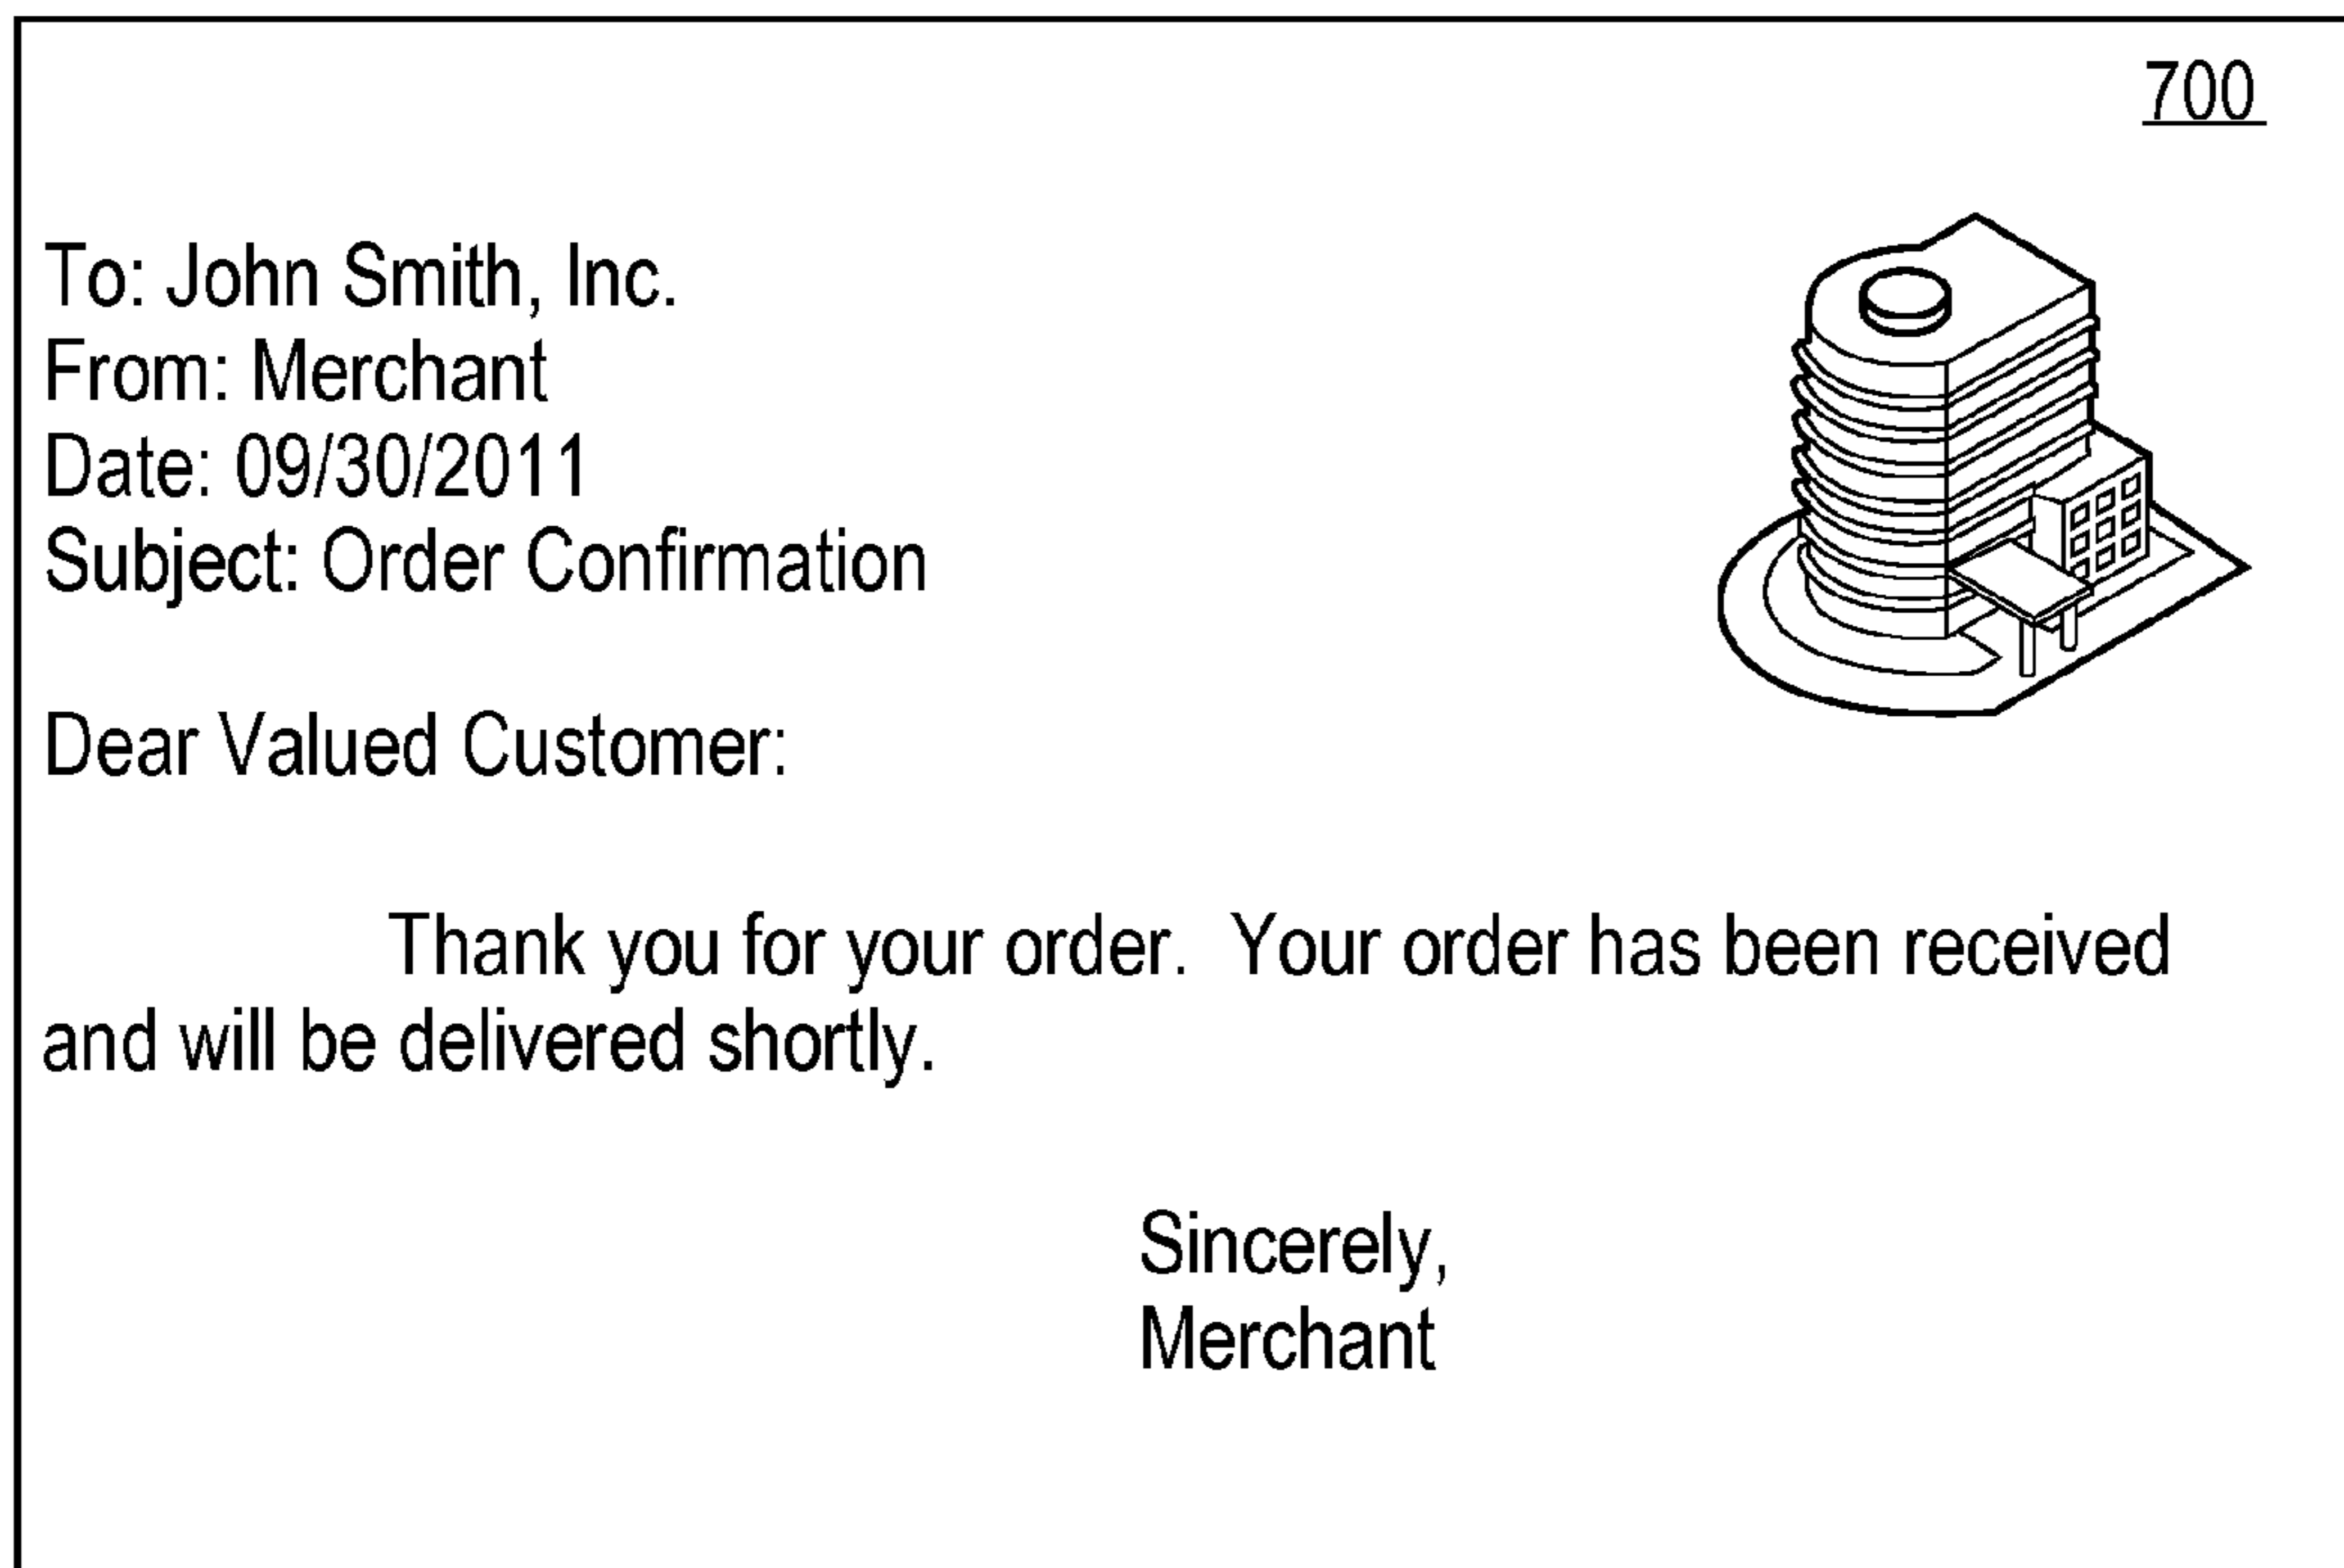 700
To: John Smith, Inc.
From: Merchant
Date: 09/30/2011
Subject: Order Confirmation
Dear Valued Customer:
Thank you for your order.  Your order has been received
and will be delivered shortly.
Sincerely,
Merchant